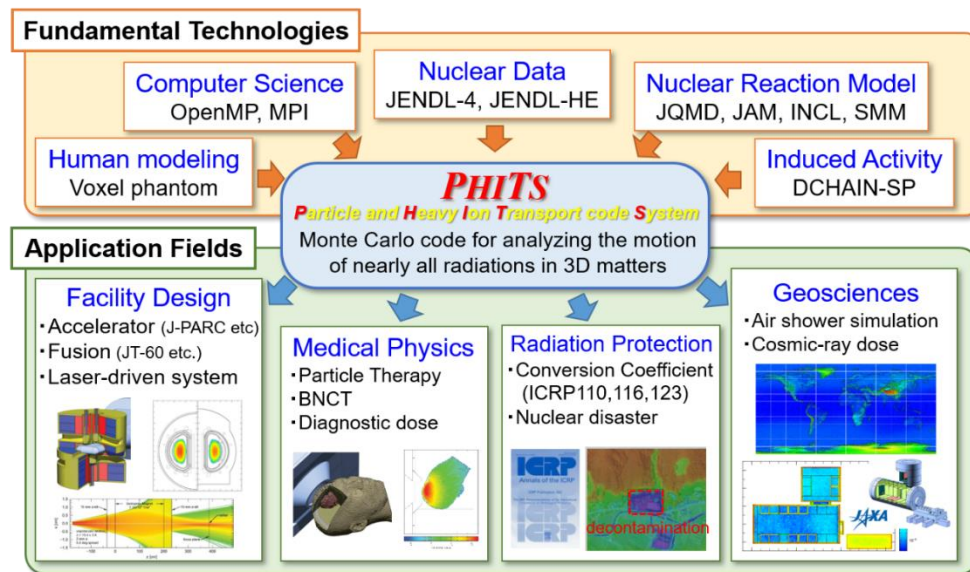 Fundamental Technologies
Computer Science
OpenMP, MPI
Nuclear Data
JENDL-4, JENDL-HE
Nuclear Reaction Model
JQMD, JAM, INCL, SMM
Human modeling
Voxel phantom
Induced Activity
DCHAIN-SP
PHITS
Particle and Heavy Ion Transport code System
Monte Carlo code for analyzing the motion
of nearly all radiations in 3D matters
Application Fields
Facility Design
・Accelerator (J-PARC etc)
・Fusion (JT-60 etc.)
・Laser-driven system
Medical Physics
・Particle Therapy
・BNCT
・Diagnostic dose
Radiation Protection
・Conversion Coefficient
(ICRP110,116,123)
・Nuclear disaster
ICRP
Annals of the ICRP
decontamination
Geosciences
・Air shower simulation
・Cosmic-ray dose
JAXA